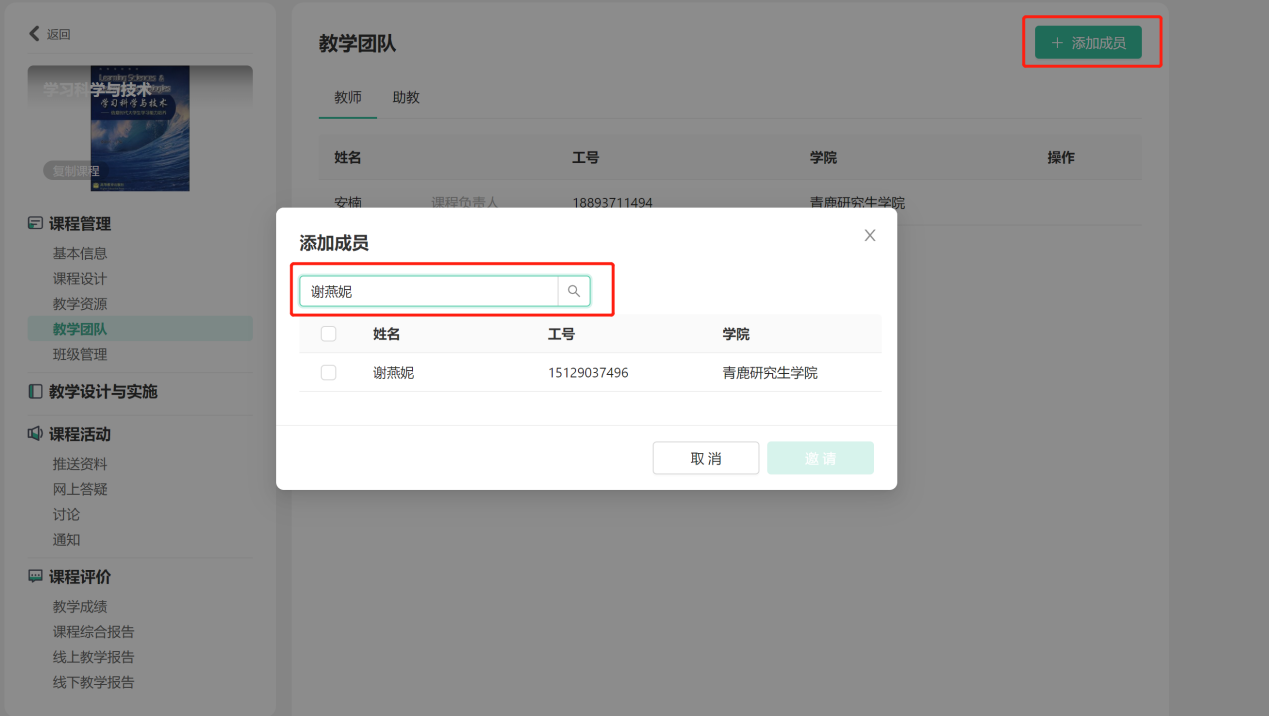 返回
学习科学与技术
Learning Sciences &
学习科学与技术
复制课程
课程管理
基本信息
课程设计
教学资源
教学团队
班级管理
教学设计与实施
课程活动
推送资料
网上答疑
讨论
通知
课程评价
教学成绩
课程综合报告
线上教学报告
线下教学报告
教学团队
+ 添加成员
教师 助教
姓名 工号 学院 操作
安楠 课程负责人 18893711494 青鹿研究生学院
添加成员
谢燕妮
姓名 工号 学院
谢燕妮 15129037496 青鹿研究生学院
取消 邀请